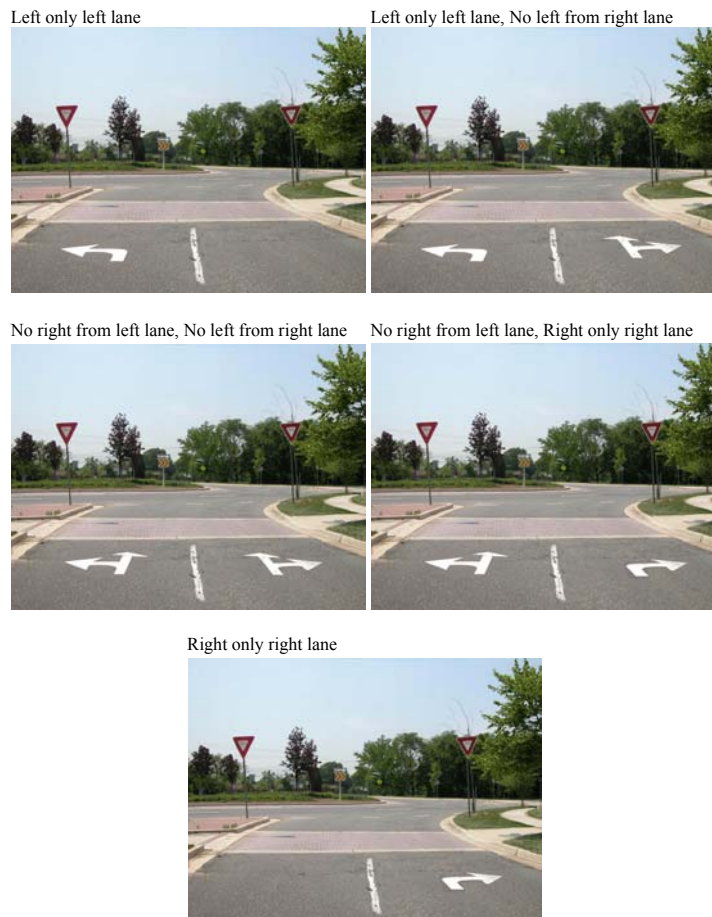 Left only left lane
Left only left lane, No left from right lane
No right from left lane, No left from right lane
No right from left lane, Right only right lane
Right only right lane